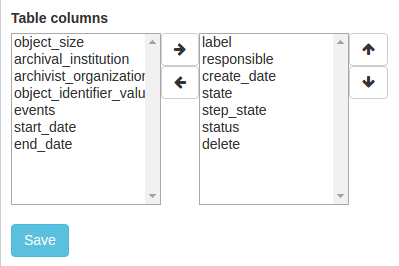 Table columns
object_size
archival_institution
archivist_organization
object_identifier_valu
events
start_date
end_date
label
responsible
create_date
state
step_state
status
delete
Save